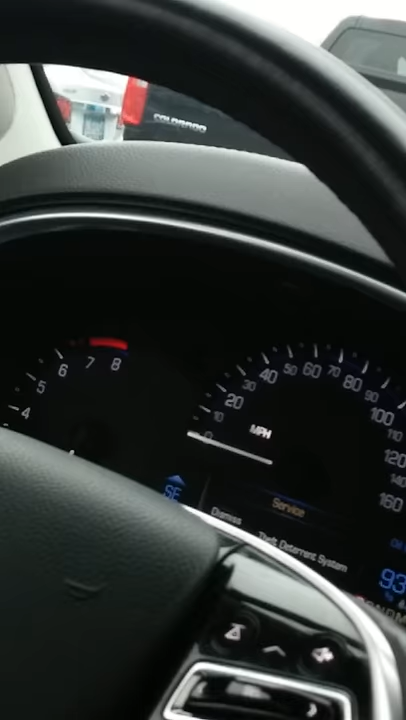 COLORADO
4 5 6 7 8
0 10 20 30 40 50 60 70 80 90 100 110 120 140 160
MPH
SE
Service
Dismiss
Theft Deterrent System
93